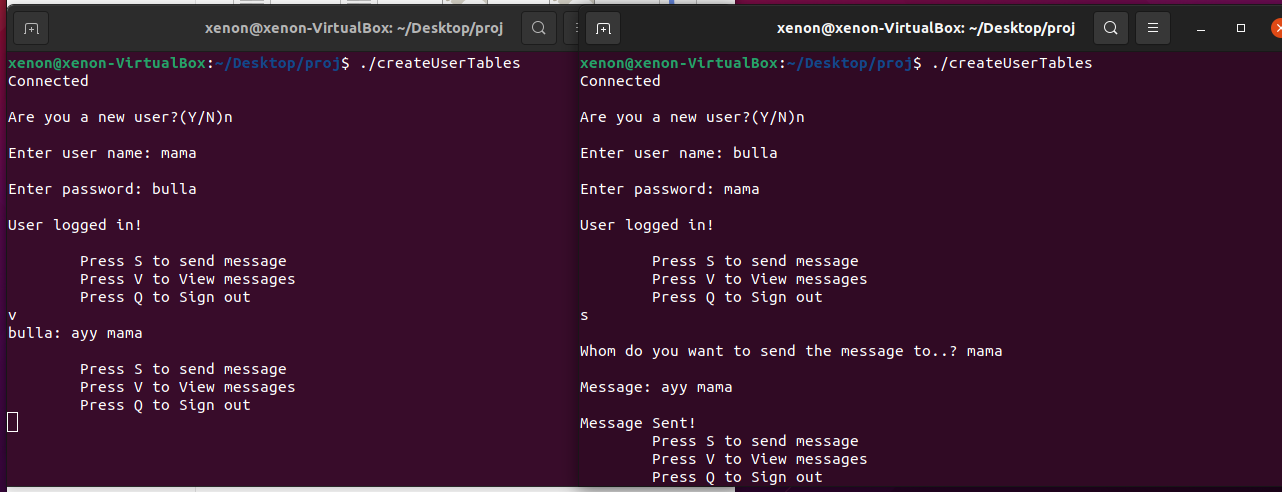 xenon@xenon-VirtualBox: ~/Desktop/proj
xenon@xenon-VirtualBox:~/Desktop/proj$ ./createUserTables
Connected
Are you a new user?(Y/N)n
Enter user name: mama
Enter password: bulla
User logged in!
Press S to send message
Press V to View messages
Press Q to Sign out
v
bulla: ayy mama
Press S to send message
Press V to View messages
Press Q to Sign out
xenon@xenon-VirtualBox: ~/Desktop/proj
xenon@xenon-VirtualBox:~/Desktop/proj$ ./createUserTables
Connected
Are you a new user?(Y/N)n
Enter user name: bulla
Enter password: mama
User logged in!
Press S to send message
Press V to View messages
Press Q to Sign out
s
Whom do you want to send the message to..? mama
Message: ayy mama
Message Sent!
Press S to send message
Press V to View messages
Press Q to Sign out